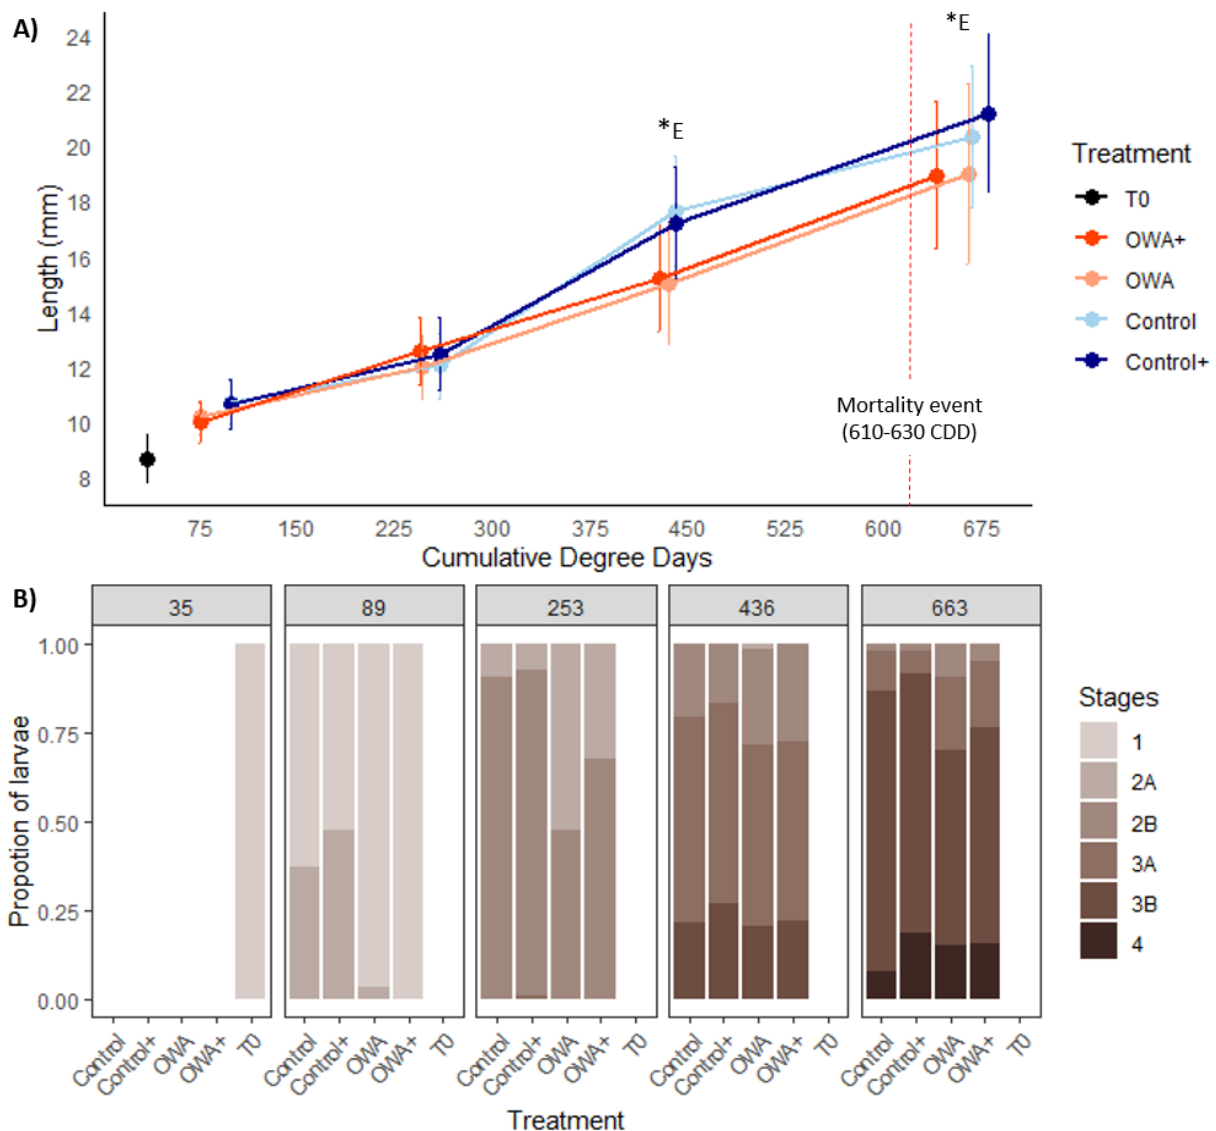 A)
*E
*E
24
22
20
18
16
14
12
10
8
Length (mm)
Mortality event
(610-630 CDD)
75 150 225 300 375 450 525 600 675
Cumulative Degree Days
Treatment
T0
OWA+
OWA
Control
Control+
B)
35 89 253 436 663
1.00
0.75
0.50
0.25
0.00
Propotion of larvae
Control Control+ OWA OWA+ T0 Control Control+ OWA OWA+ T0 Control Control+ OWA OWA+ T0 Control Control+ OWA OWA+ T0 Control Control+ OWA OWA+ T0
Treatment
Stages
1
2A
2B
3A
3B
4